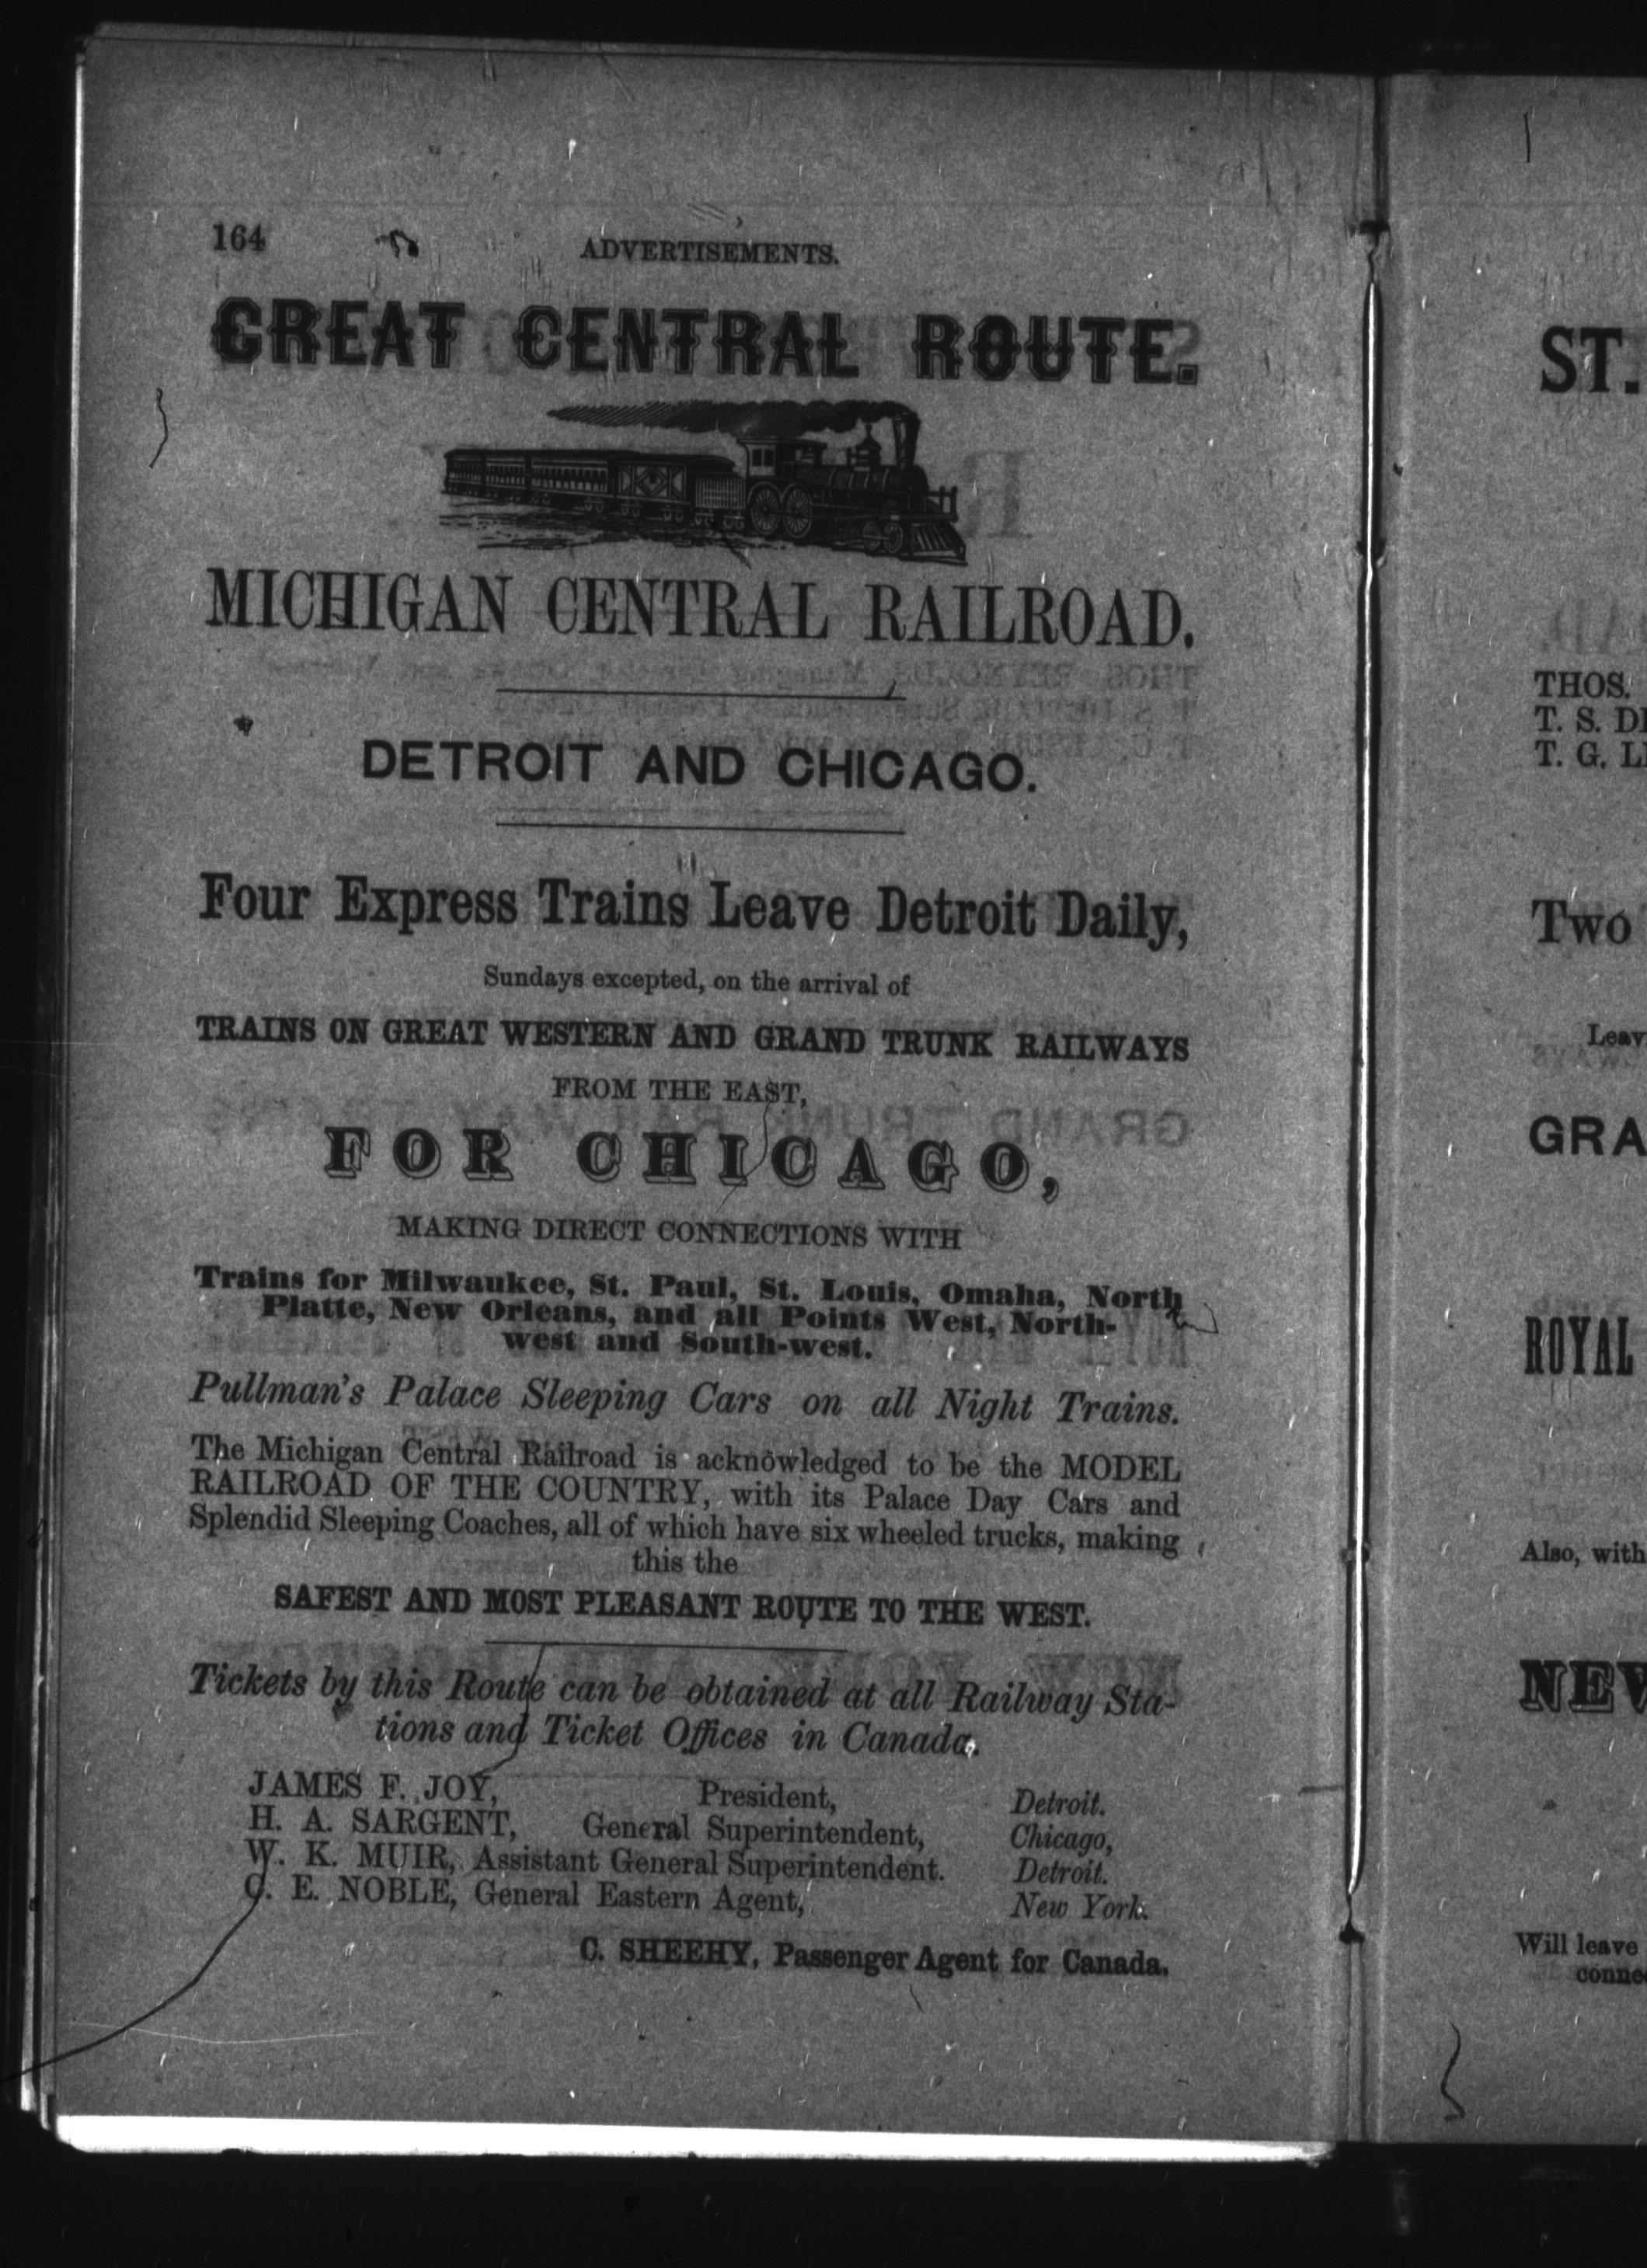 164
ADVERTISEMENTS.
GREAT CENTRAL ROUTE.
MICHIGAN CENTRAL RAILROAD.
DETROIT AND CHICAGO.
Four Express Trains Leave Detroit Daily,
Sundays excepted, on the arrival of
TRAINS ON GREAT WESTERN AND GRAND TRUNK RAILWAYS
FROM THE EAST,
FOR CHICAGO,
MAKING DIRECT CONNECTIONS WITH
Trains for Milwaukee, St. Paul, St. Louis, Omaha, North
Platte, New Orleans, and all Points West, North-
west and South-west.
Pullman's Palace Sleeping Cars on all Night Trains.
The Michigan Central Railroad is acknowledged to be the MODEL
RAILROAD OF THE COUNTRY, with its Palace Day Cars and
Splendid Sleeping Coaches, all of which have six wheeled trucks, making
this the
SAFEST AND MOST PLEASANT ROUTE TO THE WEST.
Tickets by this Route can be obtained at all Railway Sta-
tions and Ticket Offices in Canada.
JAMES F. JOY, President, Detroit.
H. A. SARGENT, General Superintendent, Chicago,
W. K. MUIR, Assistant General Superintendent. Detroit.
C. E. NOBLE, General Eastern Agent, New York.
C. SHEEHY, Passenger Agent for Canada.
ST.
THOS.
T. S.
T. G.
Two
ROYAL
Also, with
Will leave